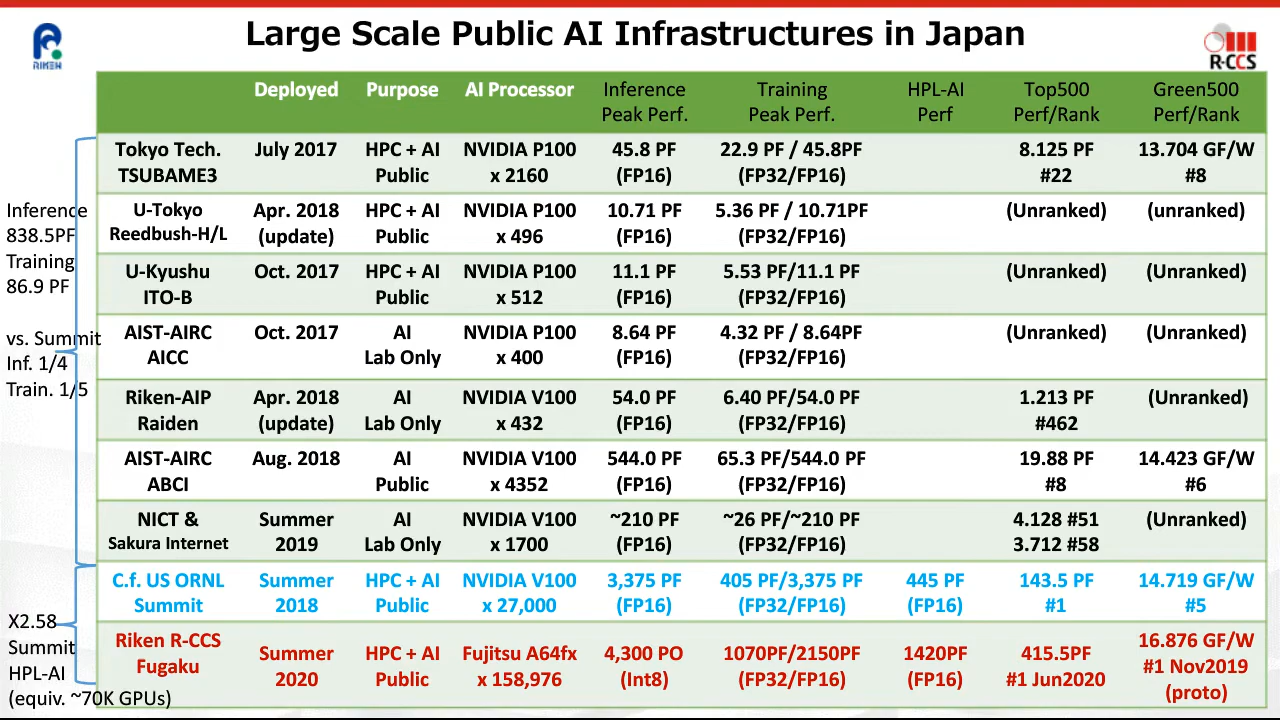 Large Scale Public AI Infrastructures in Japan
RIKEN
R-CCS
Deployed Purpose AI Processor Inference Training HPL-AI Top500 Green500
Peak Perf. Peak Perf. Perf Perf/Rank Perf/Rank
Tokyo Tech. July 2017 HPC + AI NVIDIA P100 45.8 PF 22.9 PF / 45.8PF 8.125 PF 13.704 GF/W
TSUBAME3 Public x 2160 (FP16) (FP32/FP16) #22 #8
U-Tokyo Apr. 2018 HPC + AI NVIDIA P100 10.71 PF 5.36 PF / 10.71PF (Unranked) (unranked)
Reedbush-H/L (update) Public x 496 (FP16) (FP32/FP16)
U-Kyushu Oct. 2017 HPC + AI NVIDIA P100 11.1 PF 5.53 PF/11.1 PF (Unranked) (Unranked)
ITO-B Public x 512 (FP16) (FP32/FP16)
AIST-AIRC Oct. 2017 AI NVIDIA P100 8.64 PF 4.32 PF / 8.64PF (Unranked) (Unranked)
AICC Lab Only x 400 (FP16) (FP32/FP16)
Riken-AIP Apr. 2018 AI NVIDIA V100 54.0 PF 6.40 PF/54.0 PF 1.213 PF (Unranked)
Raiden (update) Lab Only x 432 (FP16) (FP32/FP16) #462
AIST-AIRC Aug. 2018 AI NVIDIA V100 544.0 PF 65.3 PF/544.0 PF 19.88 PF 14.423 GF/W
ABCI Public x 4352 (FP16) (FP32/FP16) #8 #6
NICT & Summer AI NVIDIA V100 ~210 PF ~26 PF/~210 PF 4.128 #51 (Unranked)
Sakura Internet 2019 Lab Only x 1700 (FP16) (FP32/FP16) 3.712 #58
C.f. US ORNL Summer HPC + AI NVIDIA V100 3,375 PF 405 PF/3,375 PF 445 PF 143.5 PF 14.719 GF/W
Summit 2018 Public x 27,000 (FP16) (FP32/FP16) (FP16) #1 #5
Riken R-CCS Summer HPC + AI Fujitsu A64fx 4,300 PO 1070PF/2150PF 1420PF 415.5PF 16.876 GF/W
Fugaku 2020 Public x 158,976 (Int8) (FP32/FP16) (FP16) #1 Jun2020 #1 Nov2019
(proto)
Inference
838.5PF
Training
86.9 PF
vs. Summit
Inf. 1/4
Train. 1/5
X2.58
Summit
HPL-AI
(equiv. ~70K GPUs)